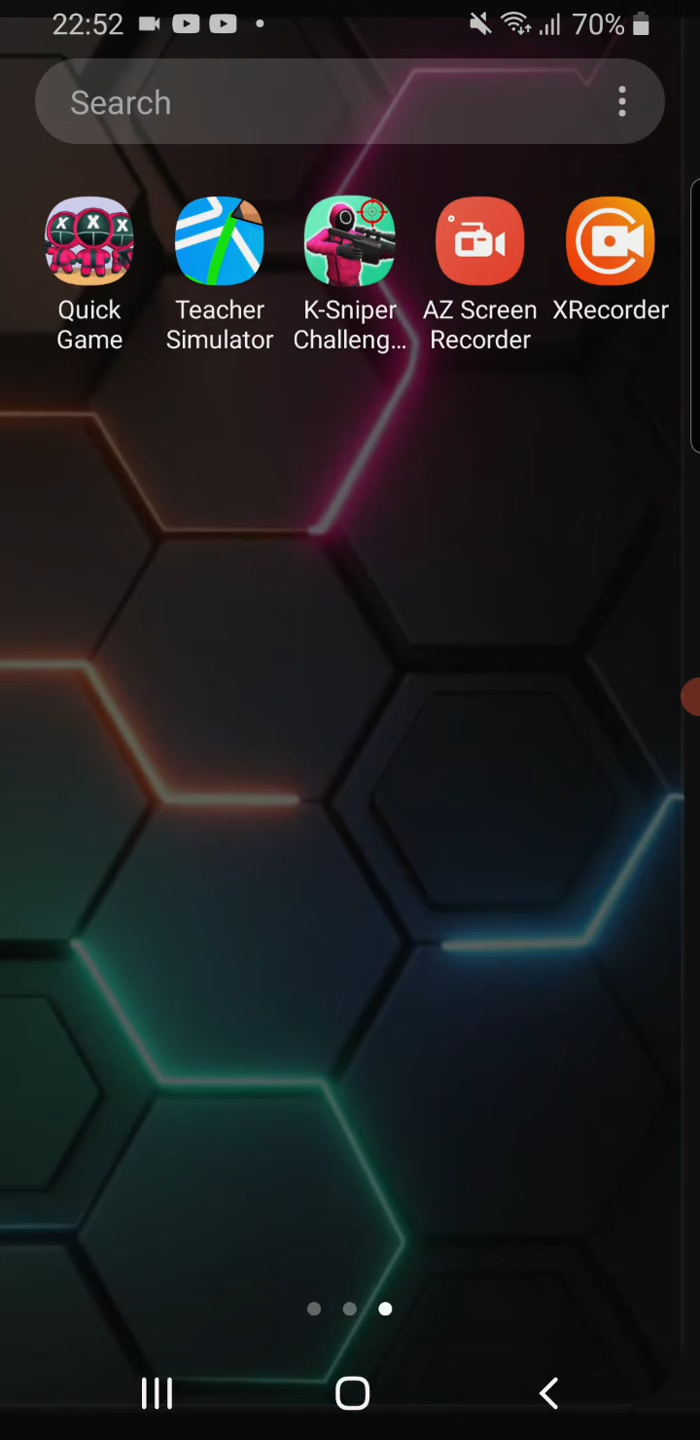 22:52
70%
Search
Quick
Game
Teacher
Simulator
K-Sniper
Challeng...
AZ Screen
Recorder
XRecorder
X X X